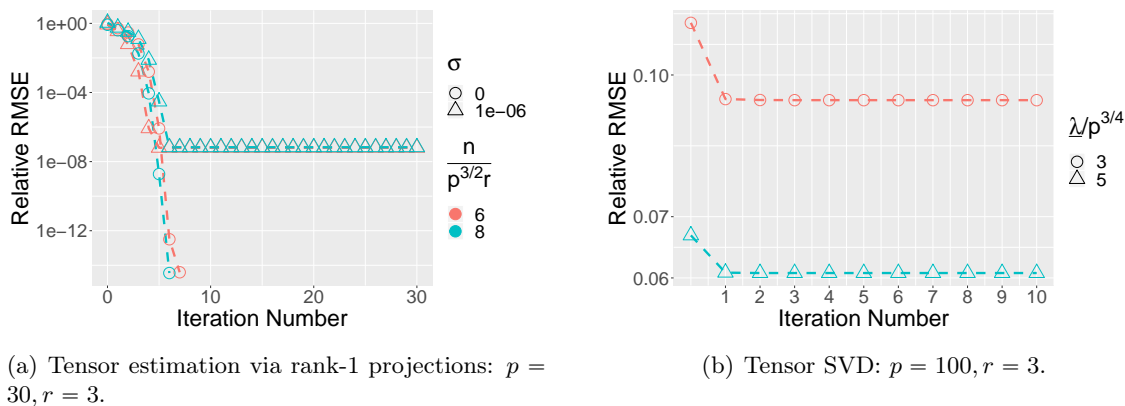 1e+00
1e−04
1e−08
1e−12
Relative RMSE
0 10 20 30
Iteration Number
σ
0
1e−06
n
p^{3/2}r
6
8
(a) Tensor estimation via rank-1 projections: p =
30, r = 3.
0.10
0.07
0.06
Relative RMSE
1 2 3 4 5 6 7 8 9 10
Iteration Number
λ/p^{3/4}
3
5
(b) Tensor SVD: p = 100, r = 3.